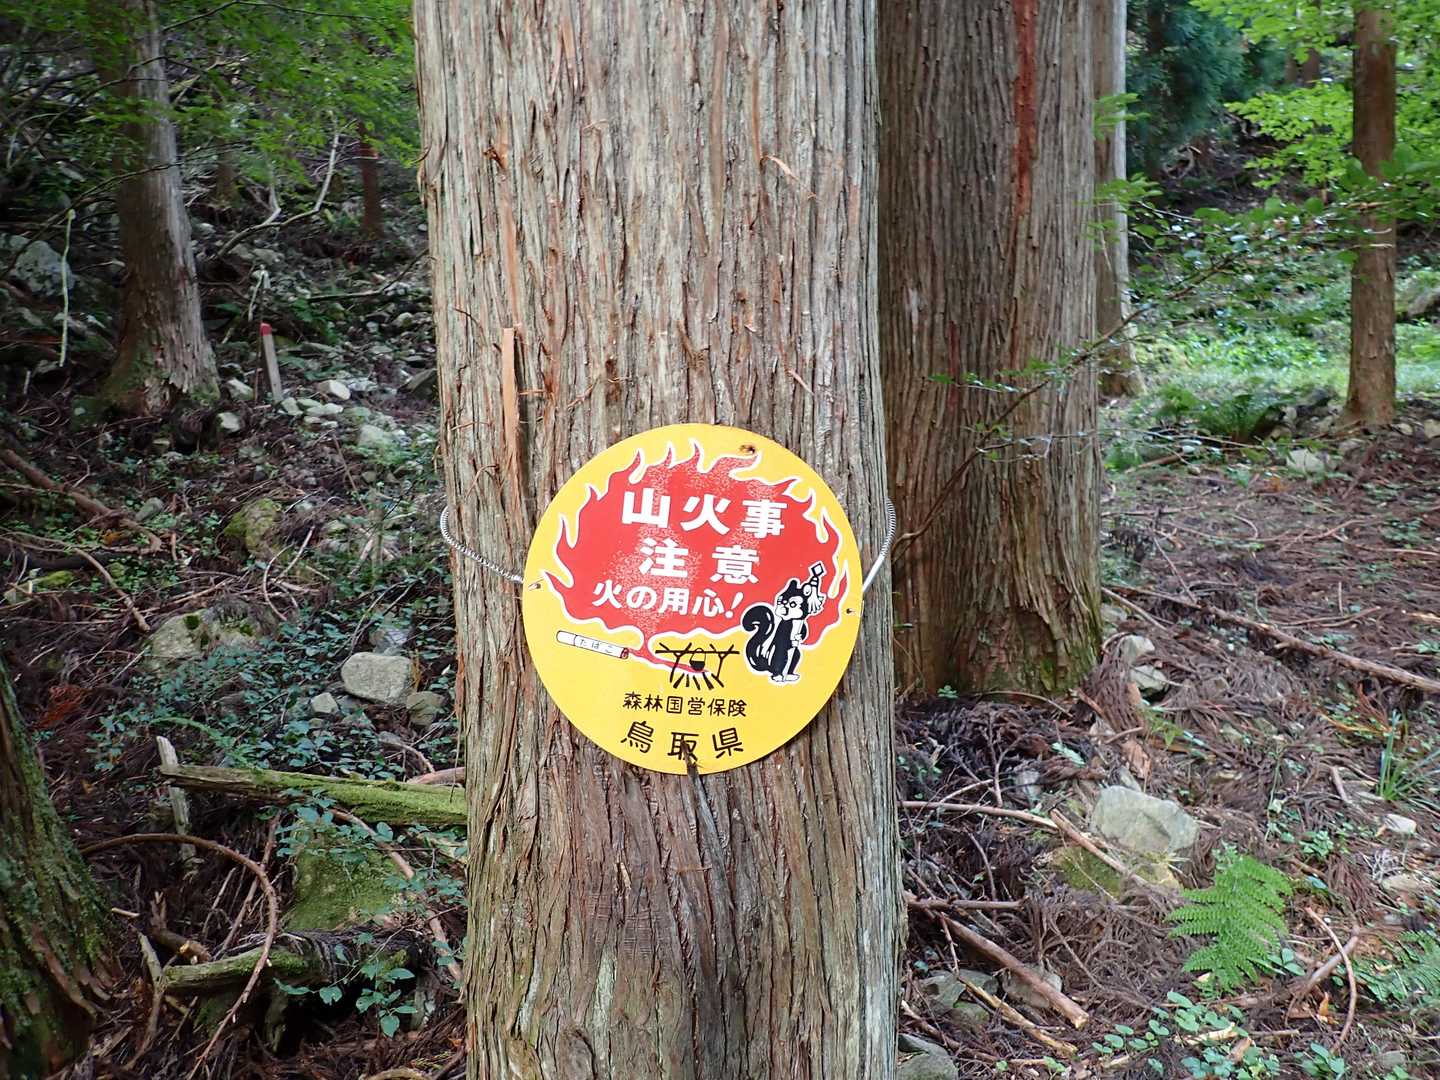 山火事
注意
火の用心!
たばこ
森林国営保険
鳥取県